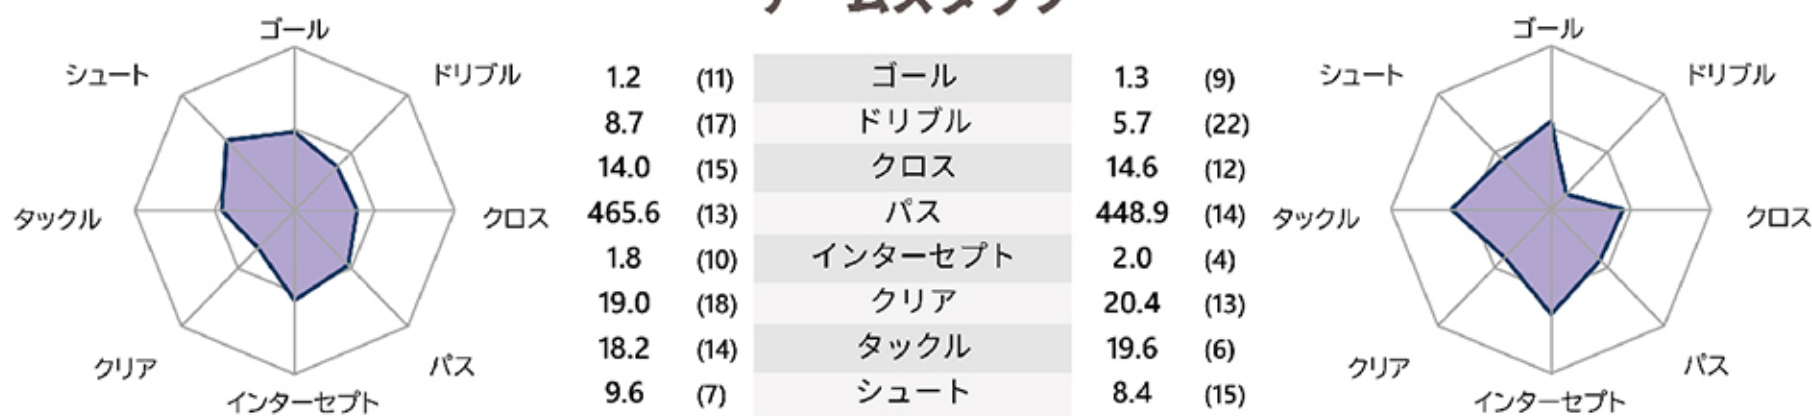 ゴール
シュート
ドリブル
タックル
クロス
クリア
パス
インターセプト
1.2 (11) ゴール 1.3 (9)
8.7 (17) ドリブル 5.7 (22)
14.0 (15) クロス 14.6 (12)
465.6 (13) パス 448.9 (14)
1.8 (10) インターセプト 2.0 (4)
19.0 (18) クリア 20.4 (13)
18.2 (14) タックル 19.6 (6)
9.6 (7) シュート 8.4 (15)
ゴール
シュート
ドリブル
タックル
クロス
クリア
パス
インターセプト